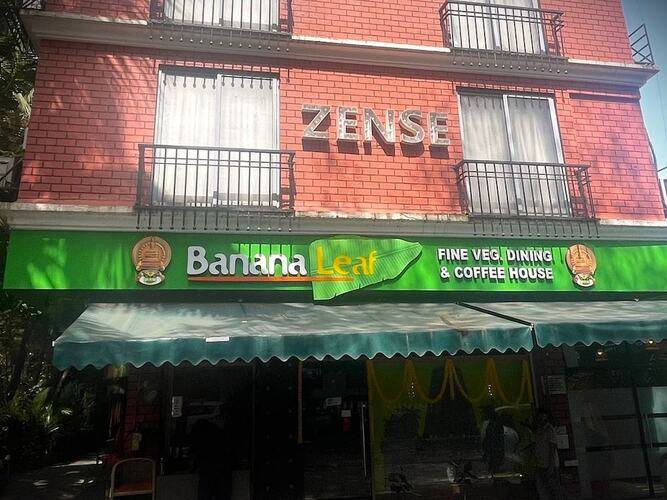 ZENSE
Banana Leaf
FINE VEG. DINING
& COFFEE HOUSE